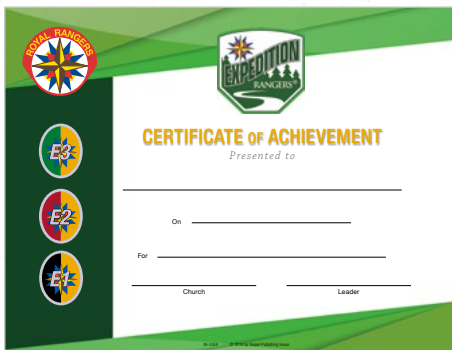 ROYAL RANGERS
EXPEDITION
RANGERS®
CERTIFICATE OF ACHIEVEMENT
Presented to
E3
On
E2
For
E1
Church
Leader